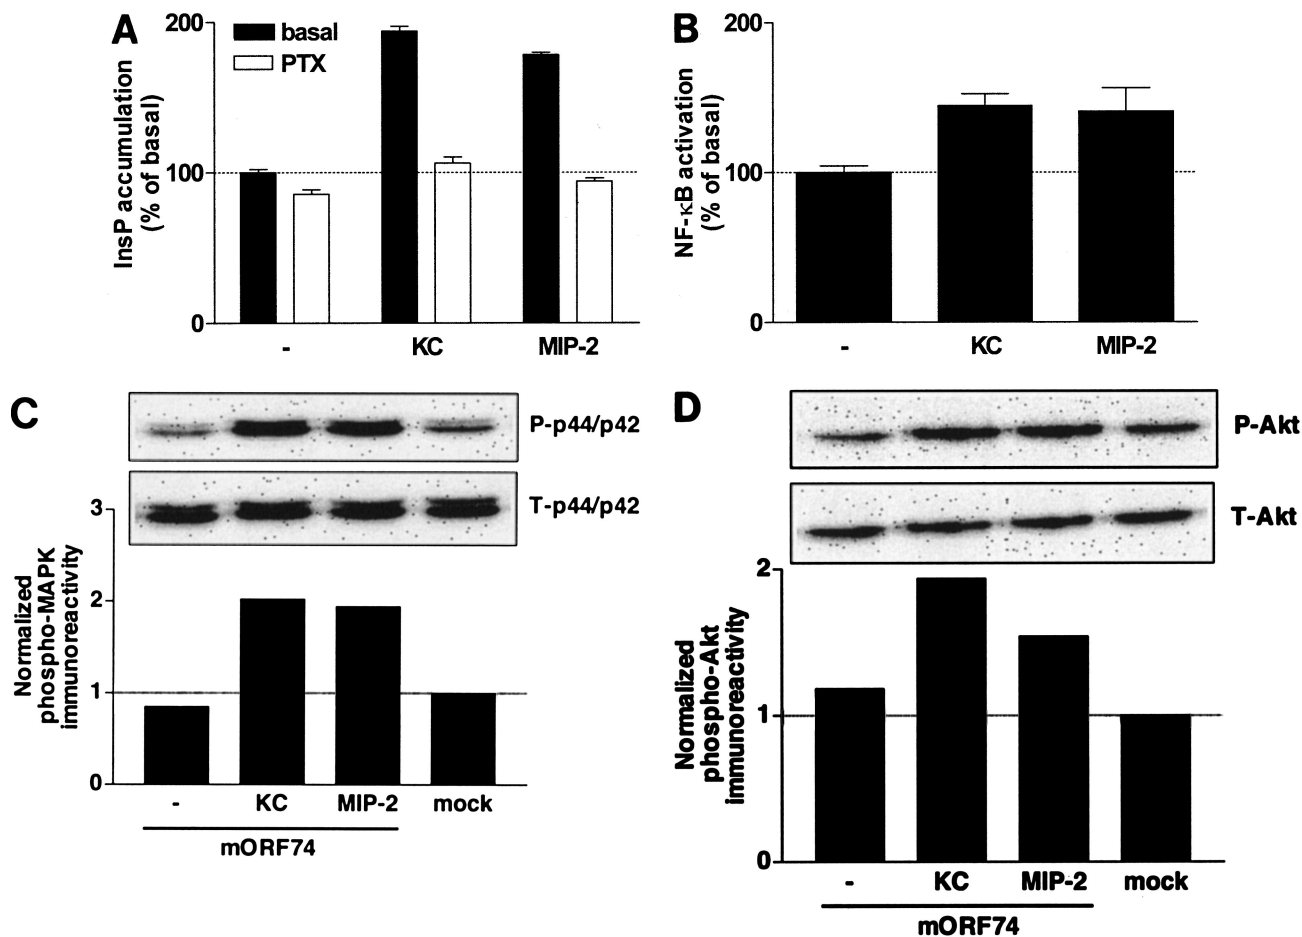 A
200
100
0
InsP accumulation
(% of basal)
basal
PTX
-
KC
MIP-2
B
200
100
0
NF-κB activation
(% of basal)
-
KC
MIP-2
C
P-p44/p42
T-p44/p42
3
2
1
0
Normalized
phospho-MAPK
immunoreactivity
-
KC
MIP-2
mock
mORF74
D
P-Akt
T-Akt
2
1
0
Normalized
phospho-Akt
immunoreactivity
-
KC
MIP-2
mock
mORF74